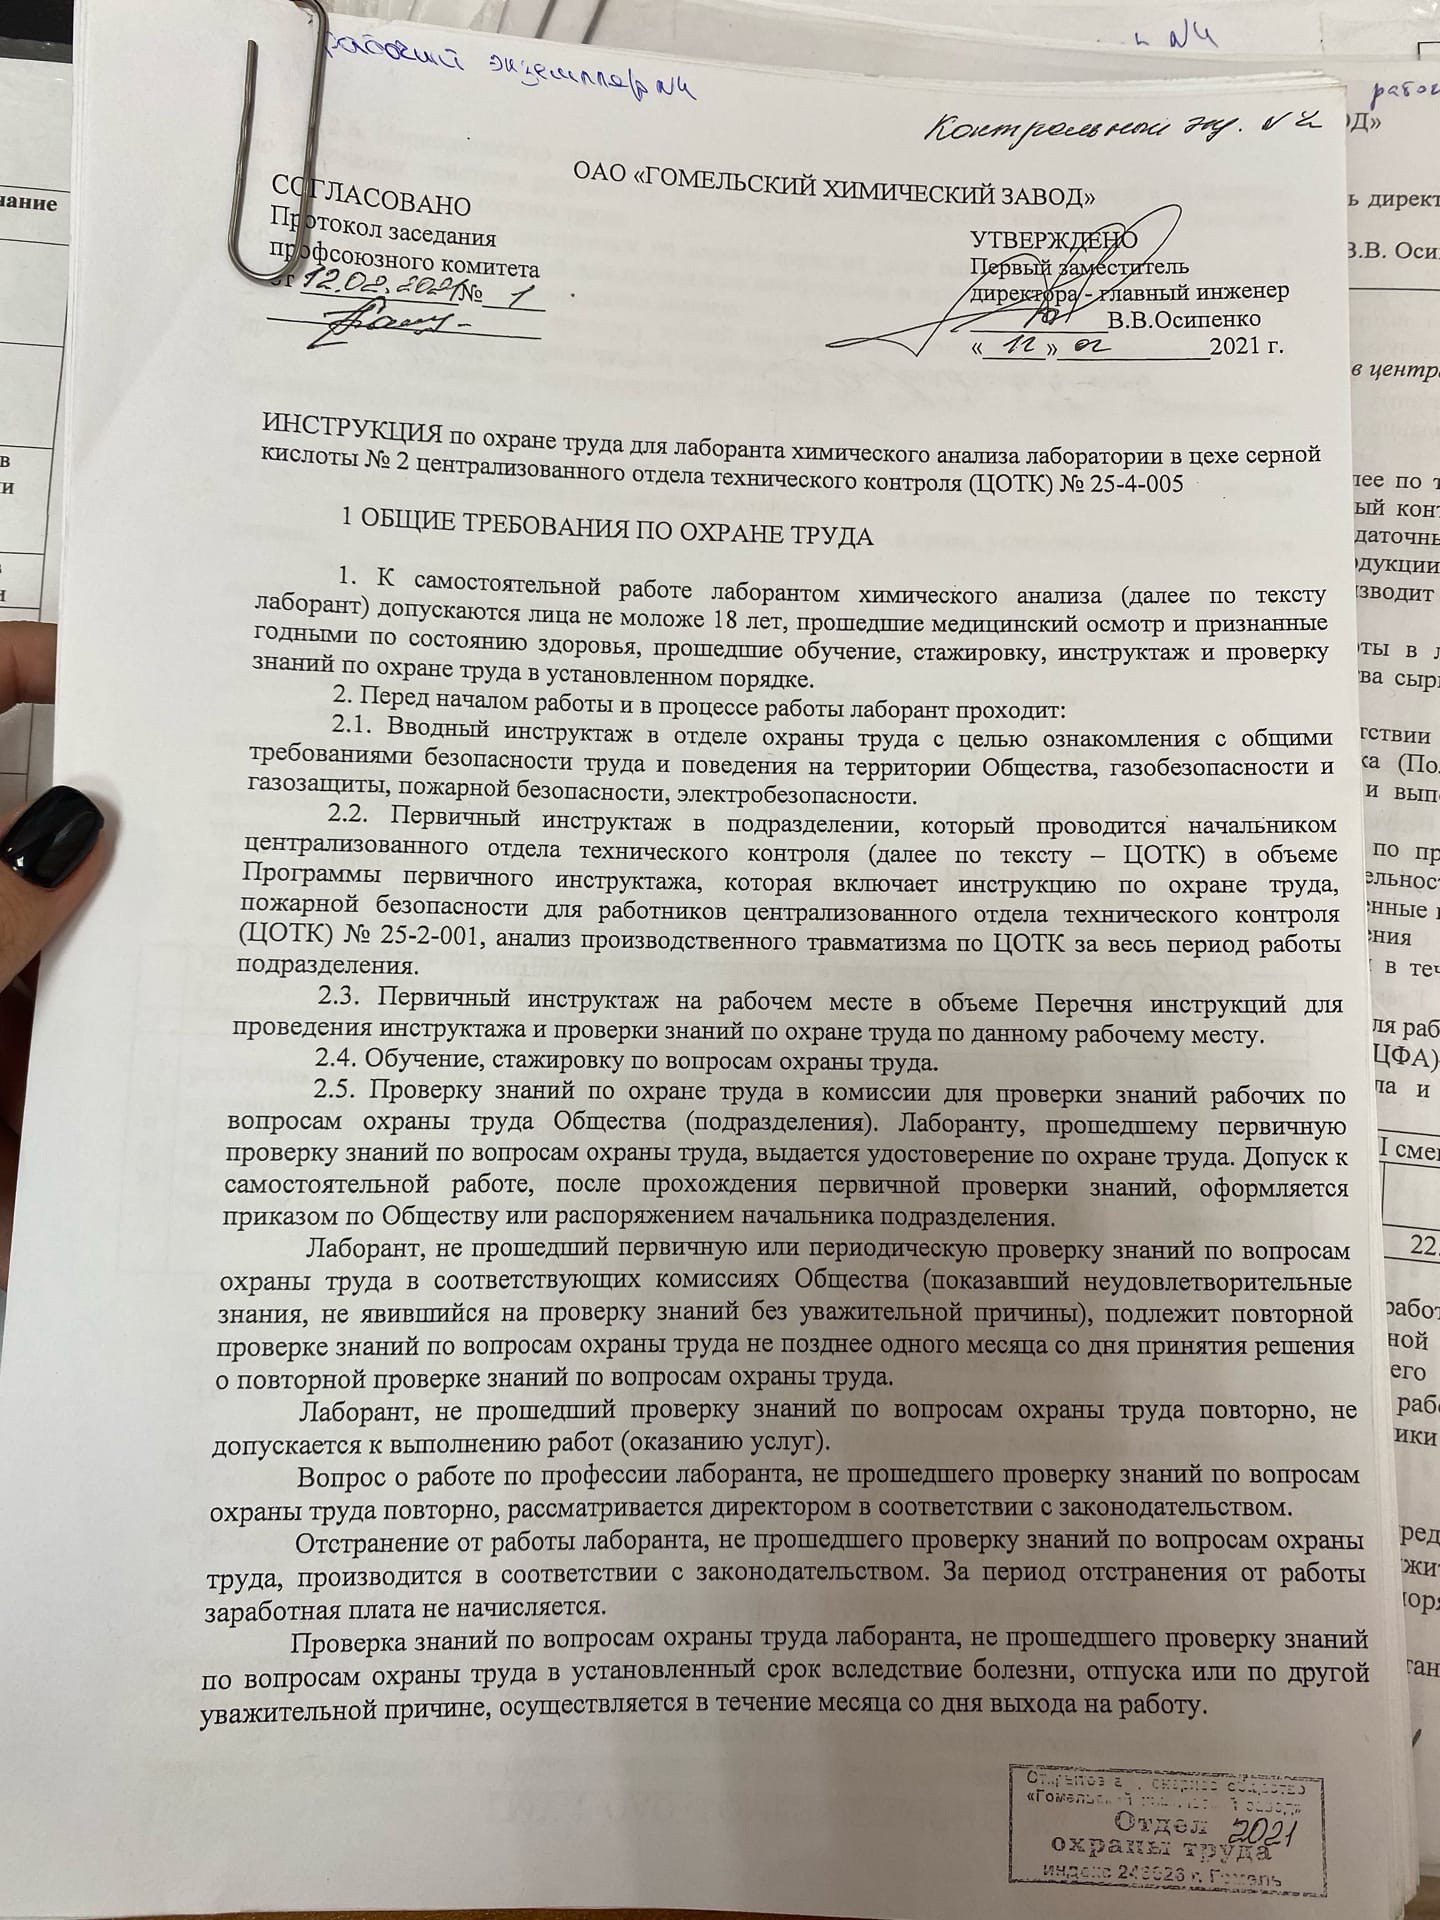 рабочий экземпляр N4
Контрольный экз. N 2
ОАО «ГОМЕЛЬСКИЙ ХИМИЧЕСКИЙ ЗАВОД»
СОГЛАСОВАНО
Протокол заседания
профсоюзного комитета
от 12.02.2021 № 1
УТВЕРЖДЕНО
Первый заместитель
директора - главный инженер
В.В.Осипенко
« 12 » 02 2021 г.
ИНСТРУКЦИЯ по охране труда для лаборанта химического анализа лаборатории в цехе серной
кислоты № 2 централизованного отдела технического контроля (ЦОТК) № 25-4-005
1 ОБЩИЕ ТРЕБОВАНИЯ ПО ОХРАНЕ ТРУДА
1. К самостоятельной работе лаборантом химического анализа (далее по тексту
лаборант) допускаются лица не моложе 18 лет, прошедшие медицинский осмотр и признанные
годными по состоянию здоровья, прошедшие обучение, стажировку, инструктаж и проверку
знаний по охране труда в установленном порядке.
2. Перед началом работы и в процессе работы лаборант проходит:
2.1. Вводный инструктаж в отделе охраны труда с целью ознакомления с общими
требованиями безопасности труда и поведения на территории Общества, газобезопасности и
газозащиты, пожарной безопасности, электробезопасности.
2.2. Первичный инструктаж в подразделении, который проводится начальником
централизованного отдела технического контроля (далее по тексту – ЦОТК) в объеме
Программы первичного инструктажа, которая включает инструкцию по охране труда,
пожарной безопасности для работников централизованного отдела технического контроля
(ЦОТК) № 25-2-001, анализ производственного травматизма по ЦОТК за весь период работы
подразделения.
2.3. Первичный инструктаж на рабочем месте в объеме Перечня инструкций для
проведения инструктажа и проверки знаний по охране труда по данному рабочему месту.
2.4. Обучение, стажировку по вопросам охраны труда.
2.5. Проверку знаний по охране труда в комиссии для проверки знаний рабочих по
вопросам охраны труда Общества (подразделения). Лаборанту, прошедшему первичную
проверку знаний по вопросам охраны труда, выдается удостоверение по охране труда. Допуск к
самостоятельной работе, после прохождения первичной проверки знаний, оформляется
приказом по Обществу или распоряжением начальника подразделения.
Лаборант, не прошедший первичную или периодическую проверку знаний по вопросам
охраны труда в соответствующих комиссиях Общества (показавший неудовлетворительные
знания, не явившийся на проверку знаний без уважительной причины), подлежит повторной
проверке знаний по вопросам охраны труда не позднее одного месяца со дня принятия решения
о повторной проверке знаний по вопросам охраны труда.
Лаборант, не прошедший проверку знаний по вопросам охраны труда повторно, не
допускается к выполнению работ (оказанию услуг).
Вопрос о работе по профессии лаборанта, не прошедшего проверку знаний по вопросам
охраны труда повторно, рассматривается директором в соответствии с законодательством.
Отстранение от работы лаборанта, не прошедшего проверку знаний по вопросам охраны
труда, производится в соответствии с законодательством. За период отстранения от работы
заработная плата не начисляется.
Проверка знаний по вопросам охраны труда лаборанта, не прошедшего проверку знаний
по вопросам охраны труда в установленный срок вследствие болезни, отпуска или по другой
уважительной причине, осуществляется в течение месяца со дня выхода на работу.
общество
Отдел 2021
охраны труда
индекс 246026 г. Гомель